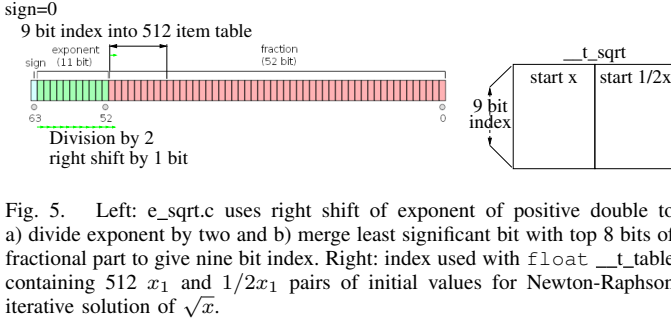 sign=0
9 bit index into 512 item table
exponent
(11 bit)
fraction
(52 bit)
sign
63
52
0
Division by 2
right shift by 1 bit
__t_sqrt
start x
start 1/2x
9 bit
index
Fig. 5. Left: e_sqrt.c uses right shift of exponent of positive double to
a) divide exponent by two and b) merge least significant bit with top 8 bits of
fractional part to give nine bit index. Right: index used with float __t_table
containing 512 x₁ and 1/2x₁ pairs of initial values for Newton-Raphson
iterative solution of √x.